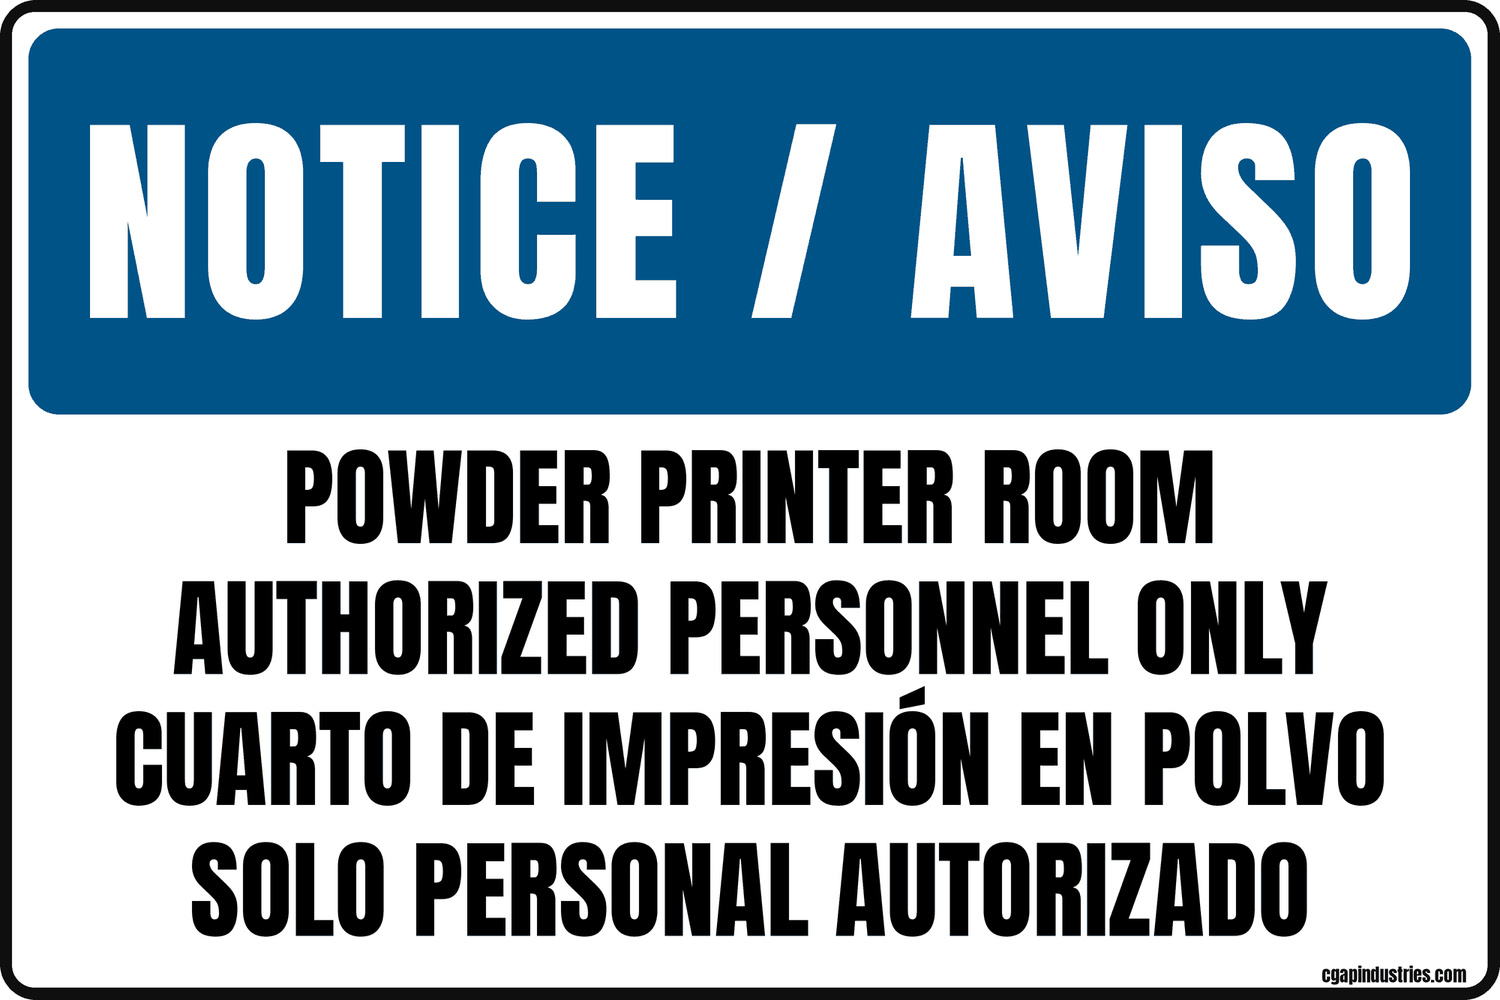 NOTICE / AVISO
POWDER PRINTER ROOM
AUTHORIZED PERSONNEL ONLY
CUARTO DE IMPRESIÓN EN POLVO
SOLO PERSONAL AUTORIZADO
cgapindustries.com